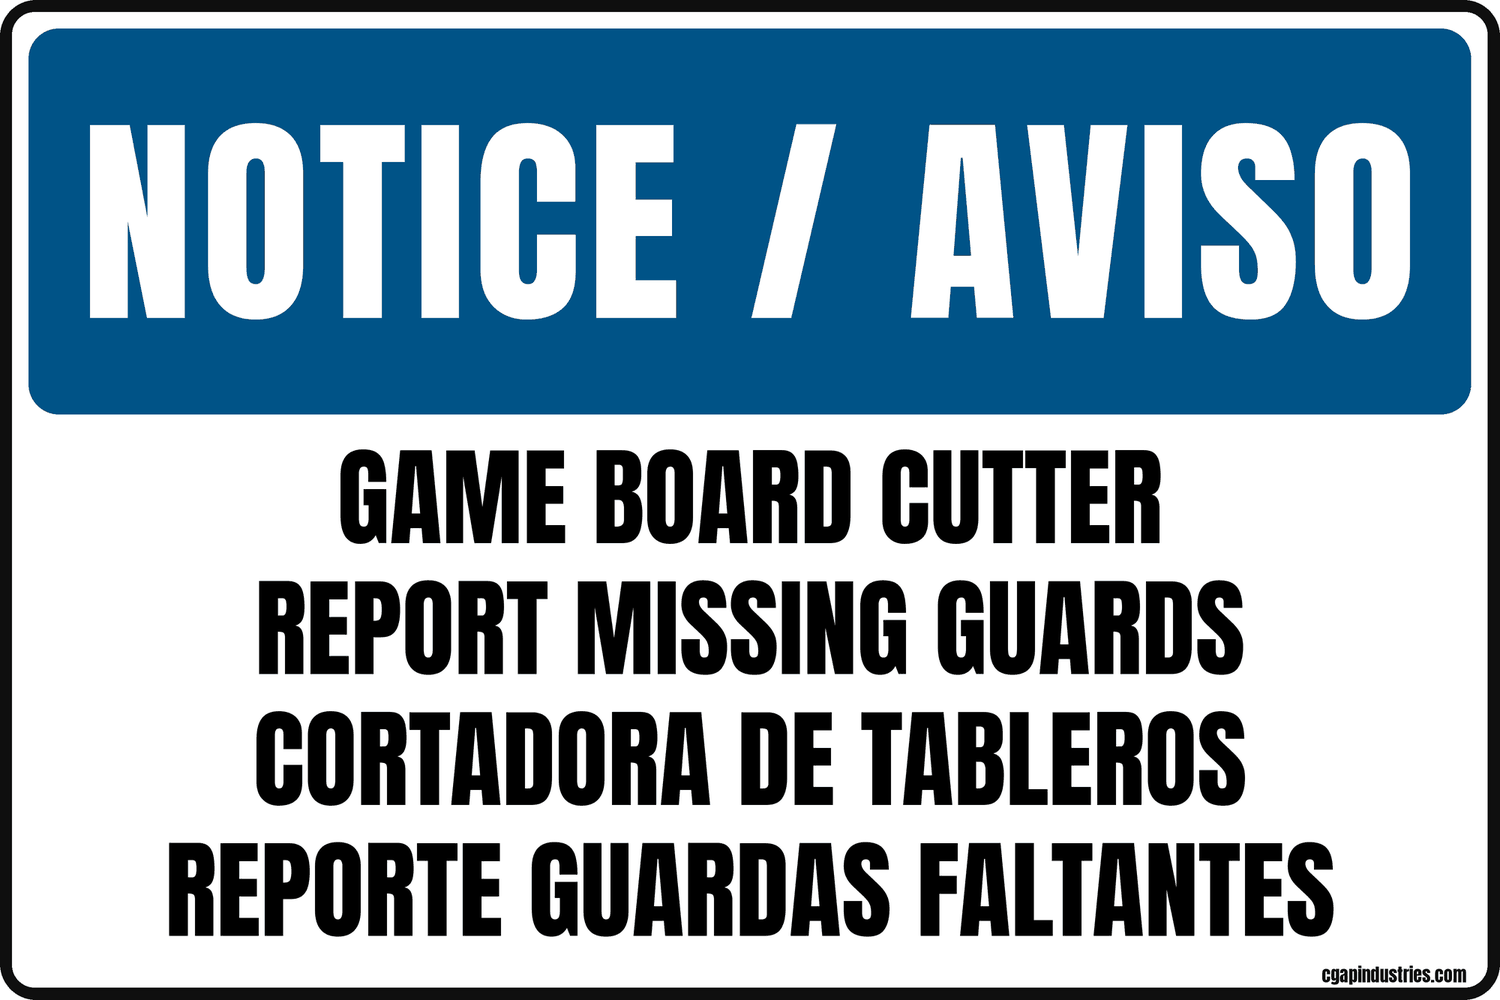 NOTICE / AVISO
GAME BOARD CUTTER
REPORT MISSING GUARDS
CORTADORA DE TABLEROS
REPORTE GUARDAS FALTANTES
cgapindustries.com